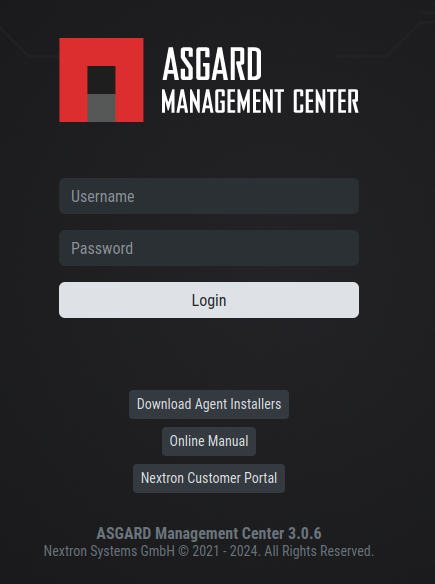 ASGARD
MANAGEMENT CENTER
Username
Password
Login
Download Agent Installers
Online Manual
Nextron Customer Portal
ASGARD Management Center 3.0.6
Nextron Systems GmbH © 2021 - 2024. All Rights Reserved.